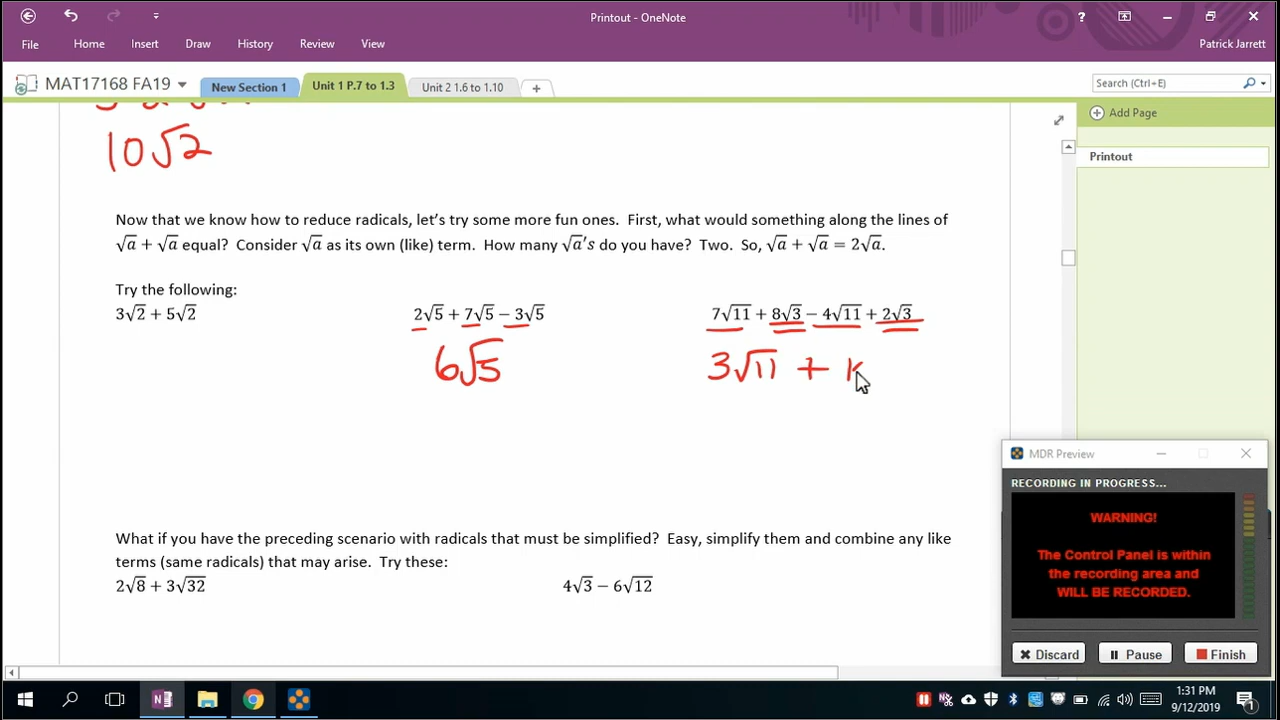 Printout - OneNote
?
File Home Insert Draw History Review View
Patrick Jarrett
MAT17168 FA19
New Section 1
Unit 1 P.7 to 1.3
Unit 2 1.6 to 1.10
+
Search (Ctrl+E)
Add Page
Printout
10√2
Now that we know how to reduce radicals, let's try some more fun ones. First, what would something along the lines of
√a + √a equal? Consider √a as its own (like) term. How many √a's do you have? Two. So, √a + √a = 2√a.
Try the following:
3√2 + 5√2
2√5 + 7√5 − 3√5
7√11 + 8√3 − 4√11 + 2√3
6√5
3√11 +
What if you have the preceding scenario with radicals that must be simplified? Easy, simplify them and combine any like
terms (same radicals) that may arise. Try these:
2√8 + 3√32
4√3 − 6√12
MDR Preview
RECORDING IN PROGRESS...
WARNING!
The Control Panel is within
the recording area and
WILL BE RECORDED.
Discard
Pause
Finish
1:31 PM
9/12/2019
1